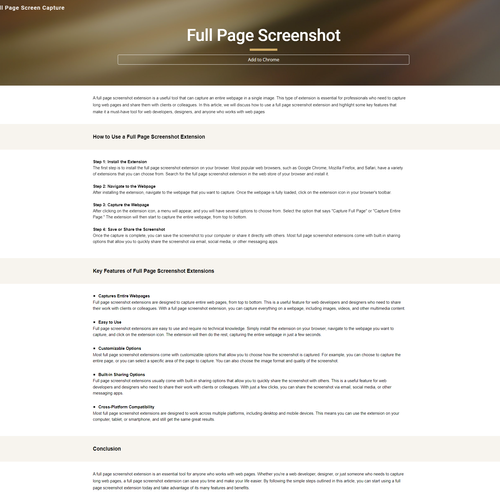 ll Page Screen Capture
Full Page Screenshot
Add to Chrome
A full page screenshot extension is a useful tool that can capture an entire webpage in a single image. This type of extension is essential for professionals who need to capture
long web pages and share them with clients or colleagues. In this article, we will discuss how to use a full page screenshot extension and highlight some key features that
make it a must-have tool for web developers, designers, and anyone who works with web pages.
How to Use a Full Page Screenshot Extension
Step 1: Install the Extension
The first step is to install the full page screenshot extension on your browser. Most popular web browsers, such as Google Chrome, Mozilla Firefox, and Safari, have a variety
of extensions that you can choose from. Search for the full page screenshot extension in the web store of your browser and install it.
Step 2: Navigate to the Webpage
After installing the extension, navigate to the webpage that you want to capture. Once the webpage is fully loaded, click on the extension icon in your browser's toolbar.
Step 3: Capture the Webpage
After clicking on the extension icon, a menu will appear, and you will have several options to choose from. Select the option that says "Capture Full Page" or "Capture Entire
Page." The extension will then start to capture the entire webpage, from top to bottom.
Step 4: Save or Share the Screenshot
Once the capture is complete, you can save the screenshot to your computer or share it directly with others. Most full page screenshot extensions come with built-in sharing
options that allow you to quickly share the screenshot via email, social media, or other messaging apps.
Key Features of Full Page Screenshot Extensions
• Captures Entire Webpages
Full page screenshot extensions are designed to capture entire web pages, from top to bottom. This is a useful feature for web developers and designers who need to share
their work with clients or colleagues. With a full page screenshot extension, you can capture everything on a webpage, including images, videos, and other multimedia content.
• Easy to Use
Full page screenshot extensions are easy to use and require no technical knowledge. Simply install the extension on your browser, navigate to the webpage you want to
capture, and click on the extension icon. The extension will then do the rest, capturing the entire webpage in just a few seconds.
• Customizable Options
Most full page screenshot extensions come with customizable options that allow you to choose how the screenshot is captured. For example, you can choose to capture the
entire page, or you can select a specific area of the page to capture. You can also choose the image format and quality of the screenshot.
• Built-in Sharing Options
Full page screenshot extensions usually come with built-in sharing options that allow you to quickly share the screenshot with others. This is a useful feature for web
developers and designers who need to share their work with clients or colleagues. With just a few clicks, you can share the screenshot via email, social media, or other
messaging apps.
• Cross-Platform Compatibility
Most full page screenshot extensions are designed to work across multiple platforms, including desktop and mobile devices. This means you can use the extension on your
computer, tablet, or smartphone, and still get the same great results.
Conclusion
A full page screenshot extension is an essential tool for anyone who works with web pages. Whether you're a web developer, designer, or just someone who needs to capture
long web pages, a full page screenshot extension can save you time and make your life easier. By following the simple steps outlined in this article, you can start using a full
page screenshot extension today and take advantage of its many features and benefits.